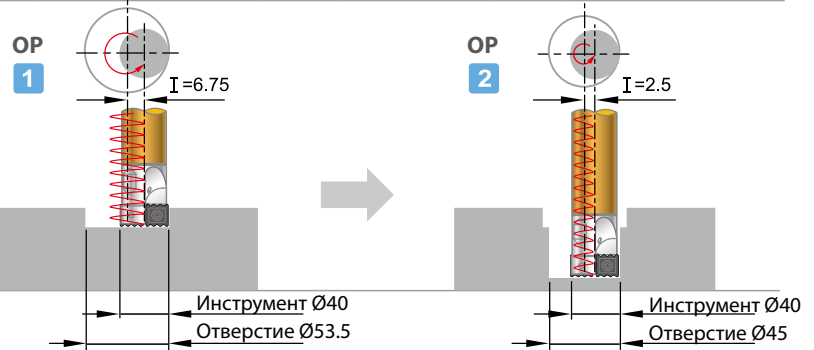 OP
1
I=6.75
Инструмент Ø40
Отверстие Ø53.5
OP
2
I=2.5
Инструмент Ø40
Отверстие Ø45